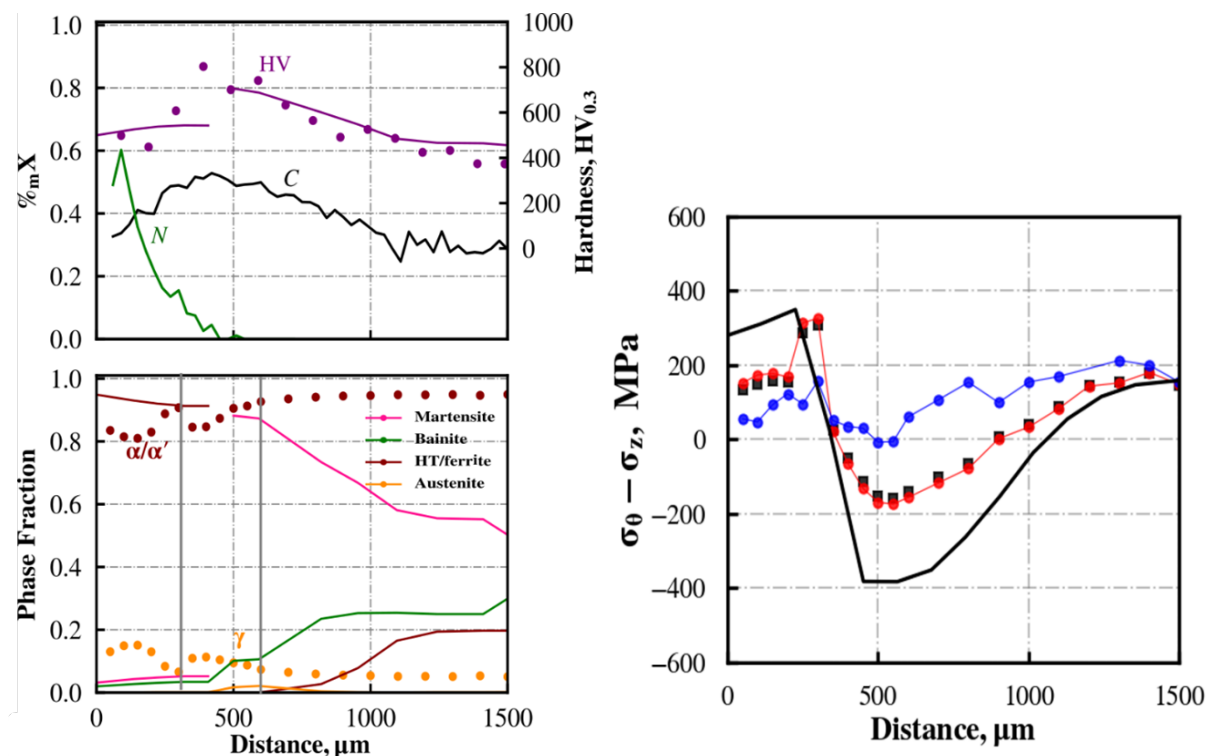 1.0
0.8
0.6
0.4
0.2
0.0
%ₘX
HV
C
N
1000
800
600
400
200
0
Hardness, HV₀.₃
1.0
0.8
0.6
0.4
0.2
0.0
Phase Fraction
α/α′
γ
Martensite
Bainite
HT/ferrite
Austenite
0 500 1000 1500
Distance, μm
600
400
200
0
−200
−400
−600
σθ − σz, MPa
0 500 1000 1500
Distance, μm